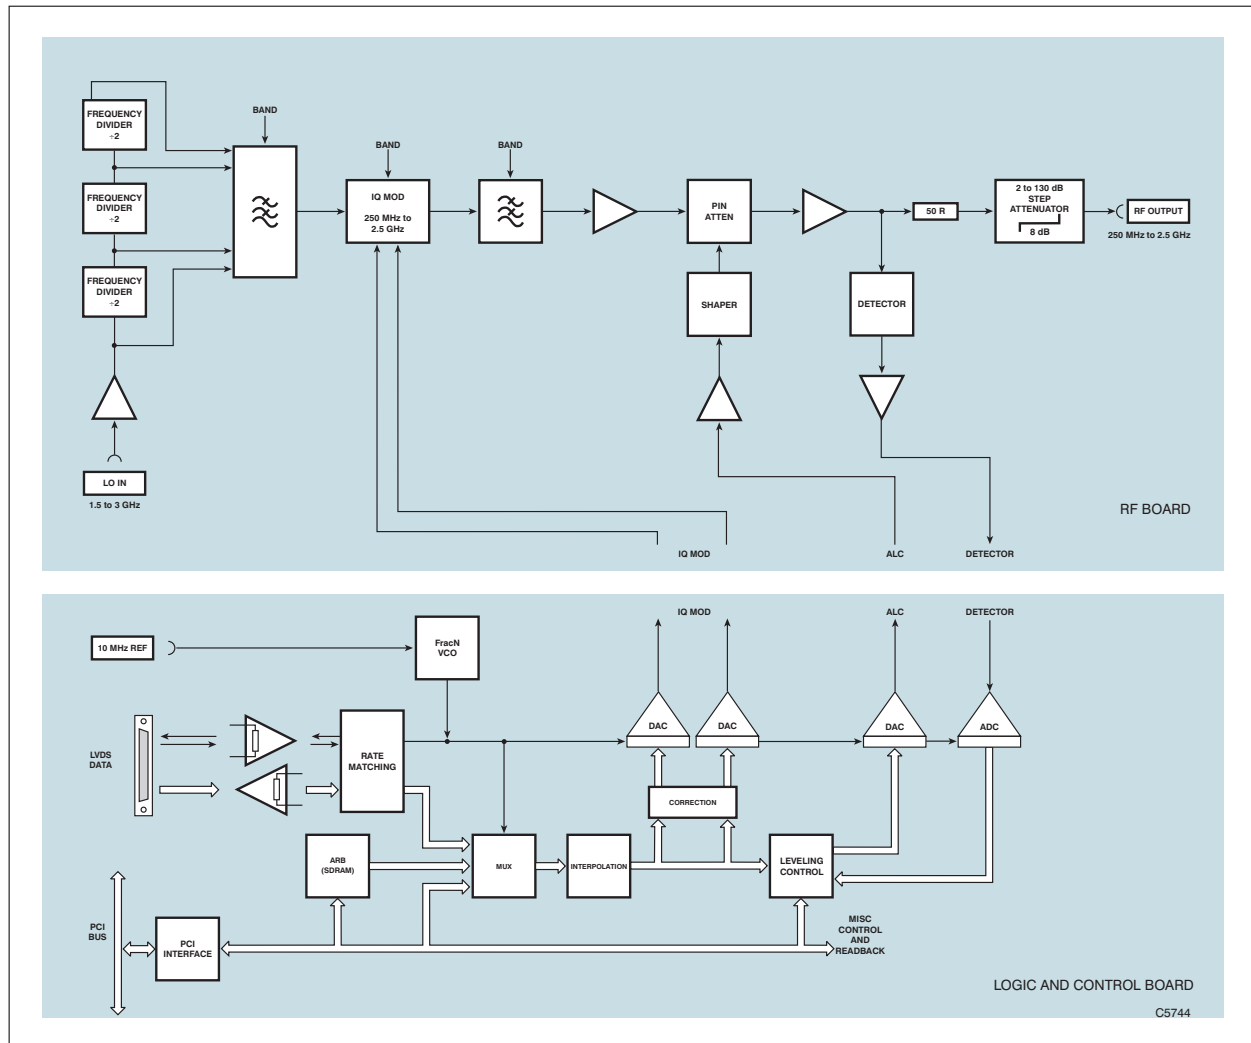 FREQUENCY
DIVIDER
÷2
FREQUENCY
DIVIDER
÷2
FREQUENCY
DIVIDER
÷2
LO IN
1.5 to 3 GHz
BAND
BAND
IQ MOD
250 MHz to
2.5 GHz
BAND
PIN
ATTEN
SHAPER
50 R
DETECTOR
2 to 130 dB
STEP
ATTENUATOR
8 dB
RF OUTPUT
250 MHz to 2.5 GHz
RF BOARD
IQ MOD
ALC
DETECTOR
IQ MOD
ALC
DETECTOR
10 MHz REF
FracN
VCO
LVDS
DATA
RATE
MATCHING
DAC
DAC
DAC
ADC
CORRECTION
ARB
(SDRAM)
MUX
INTERPOLATION
LEVELING
CONTROL
PCI
BUS
PCI
INTERFACE
MISC
CONTROL
AND
READBACK
LOGIC AND CONTROL BOARD
C5744